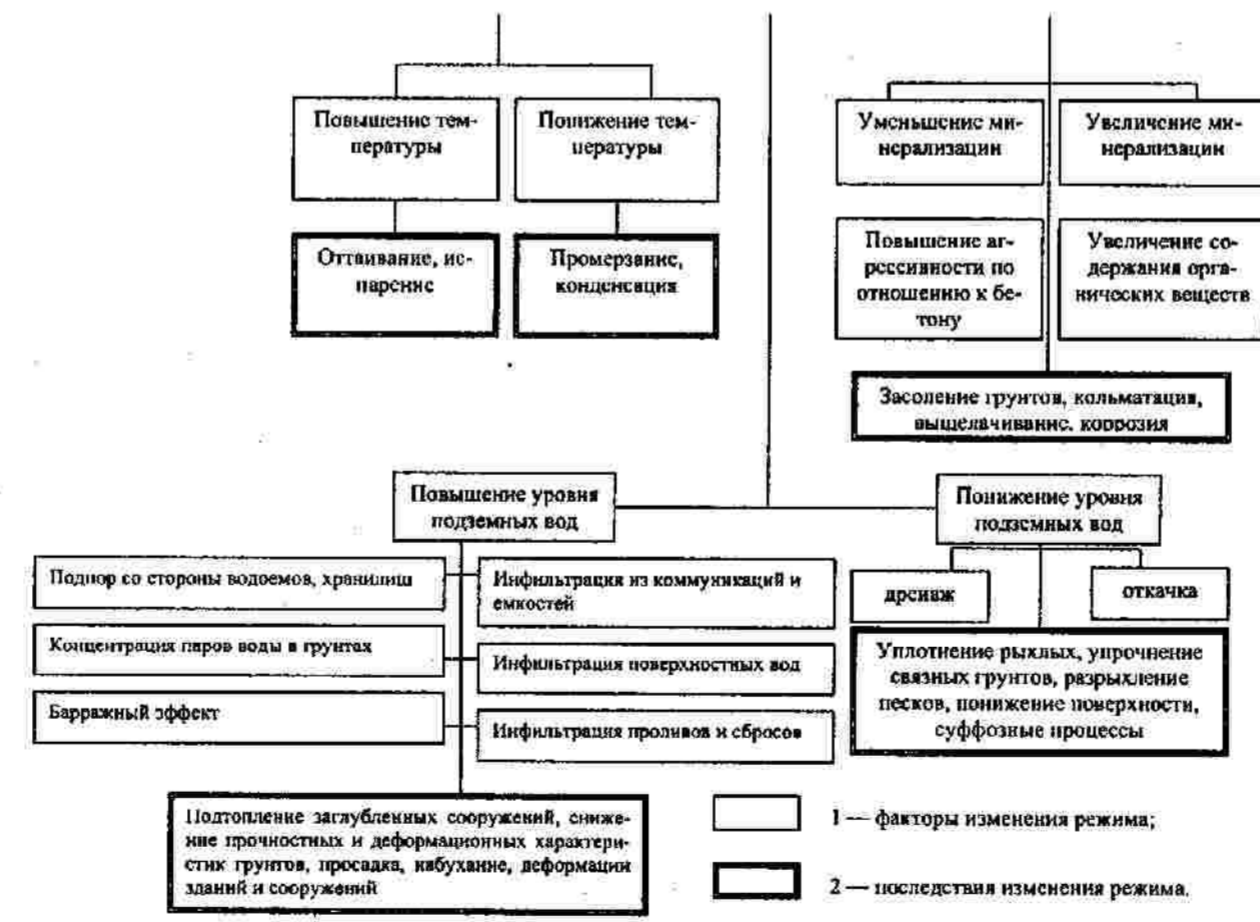 Повышение тем-
пературы
Понижение тем-
пературы
Уменьшение ми-
нерализации
Увеличение ми-
нерализации
Оттаивание, ис-
парение
Промерзание,
конденсация
Повышение аг-
рессивности по
отношению к бе-
тону
Увеличение со-
держания орга-
нических веществ
Засоление грунтов, кольматация,
выщелачивание, коррозия
Повышение уровня
подземных вод
Понижение уровня
подземных вод
Подпор со стороны водоемов, хранилищ
Инфильтрация из коммуникаций и
емкостей
дренаж
откачка
Концентрация паров воды в грунтах
Инфильтрация поверхностных вод
Барражный эффект
Инфильтрация проливов и сбросов
Уплотнение рыхлых, упрочнение
связных грунтов, разрыхление
песков, понижение поверхности,
суффозные процессы
Подтопление заглубленных сооружений, сниже-
ние прочностных и деформационных характери-
стик грунтов, просадка, набухание, деформации
зданий и сооружений
1 — факторы изменения режима;
2 — последствия изменения режима.